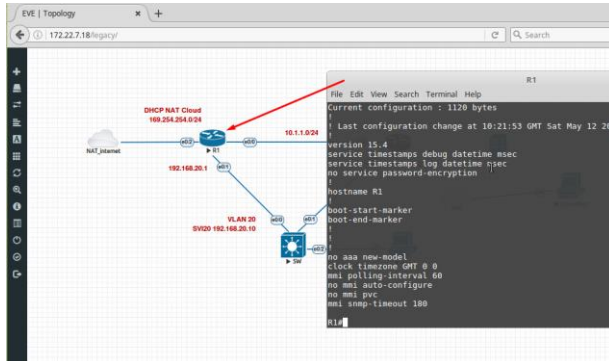 EVE | Topology
172.22.7.18/legacy/
Search
DHCP NAT Cloud
169.254.254.0/24
NAT_Internet
e0/2
e0/0
R1
10.1.1.0/24
192.168.20.1
e0/1
VLAN 20
SVI20 192.168.20.10
e0/0
e0/1
e0/2
SW
R1
File Edit View Search Terminal Help
Current configuration : 1120 bytes
!
! Last configuration change at 10:21:53 GMT Sat May 12 20
!
version 15.4
service timestamps debug datetime msec
service timestamps log datetime msec
no service password-encryption
!
hostname R1
!
boot-start-marker
boot-end-marker
!
!
!
no aaa new-model
clock timezone GMT 0 0
mmi polling-interval 60
no mmi auto-configure
no mmi pvc
mmi snmp-timeout 180
R1#